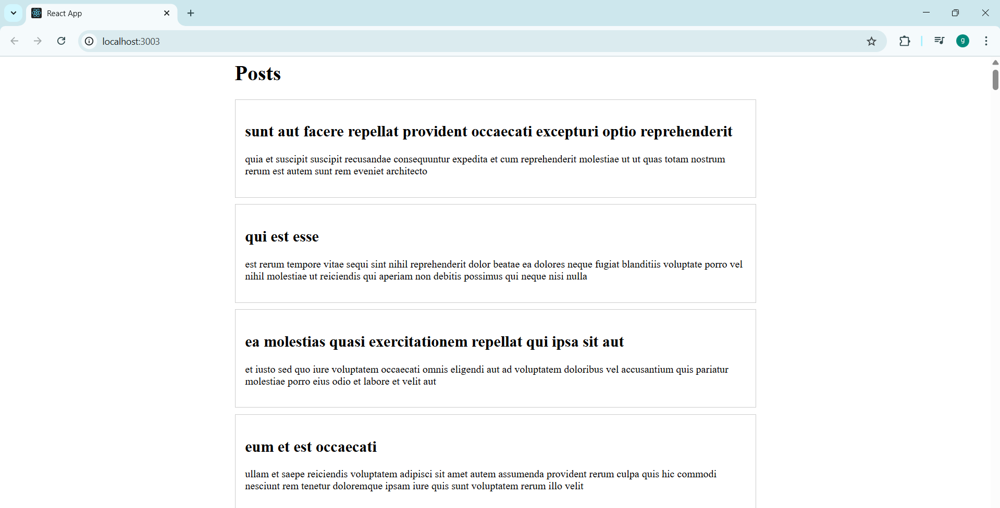 React App
localhost:3003
g
Posts
sunt aut facere repellat provident occaecati excepturi optio reprehenderit
quia et suscipit suscipit recusandae consequuntur expedita et cum reprehenderit molestiae ut ut quas totam nostrum
rerum est autem sunt rem eveniet architecto
qui est esse
est rerum tempore vitae sequi sint nihil reprehenderit dolor beatae ea dolores neque fugiat blanditiis voluptate porro vel
nihil molestiae ut reiciendis qui aperiam non debitis possimus qui neque nisi nulla
ea molestias quasi exercitationem repellat qui ipsa sit aut
et iusto sed quo iure voluptatem occaecati omnis eligendi aut ad voluptatem doloribus vel accusantium quis pariatur
molestiae porro eius odio et labore et velit aut
eum et est occaecati
ullam et saepe reiciendis voluptatem adipisci sit amet autem assumenda provident rerum culpa quis hic commodi
nesciunt rem tenetur doloremque ipsam iure quis sunt voluptatem rerum illo velit